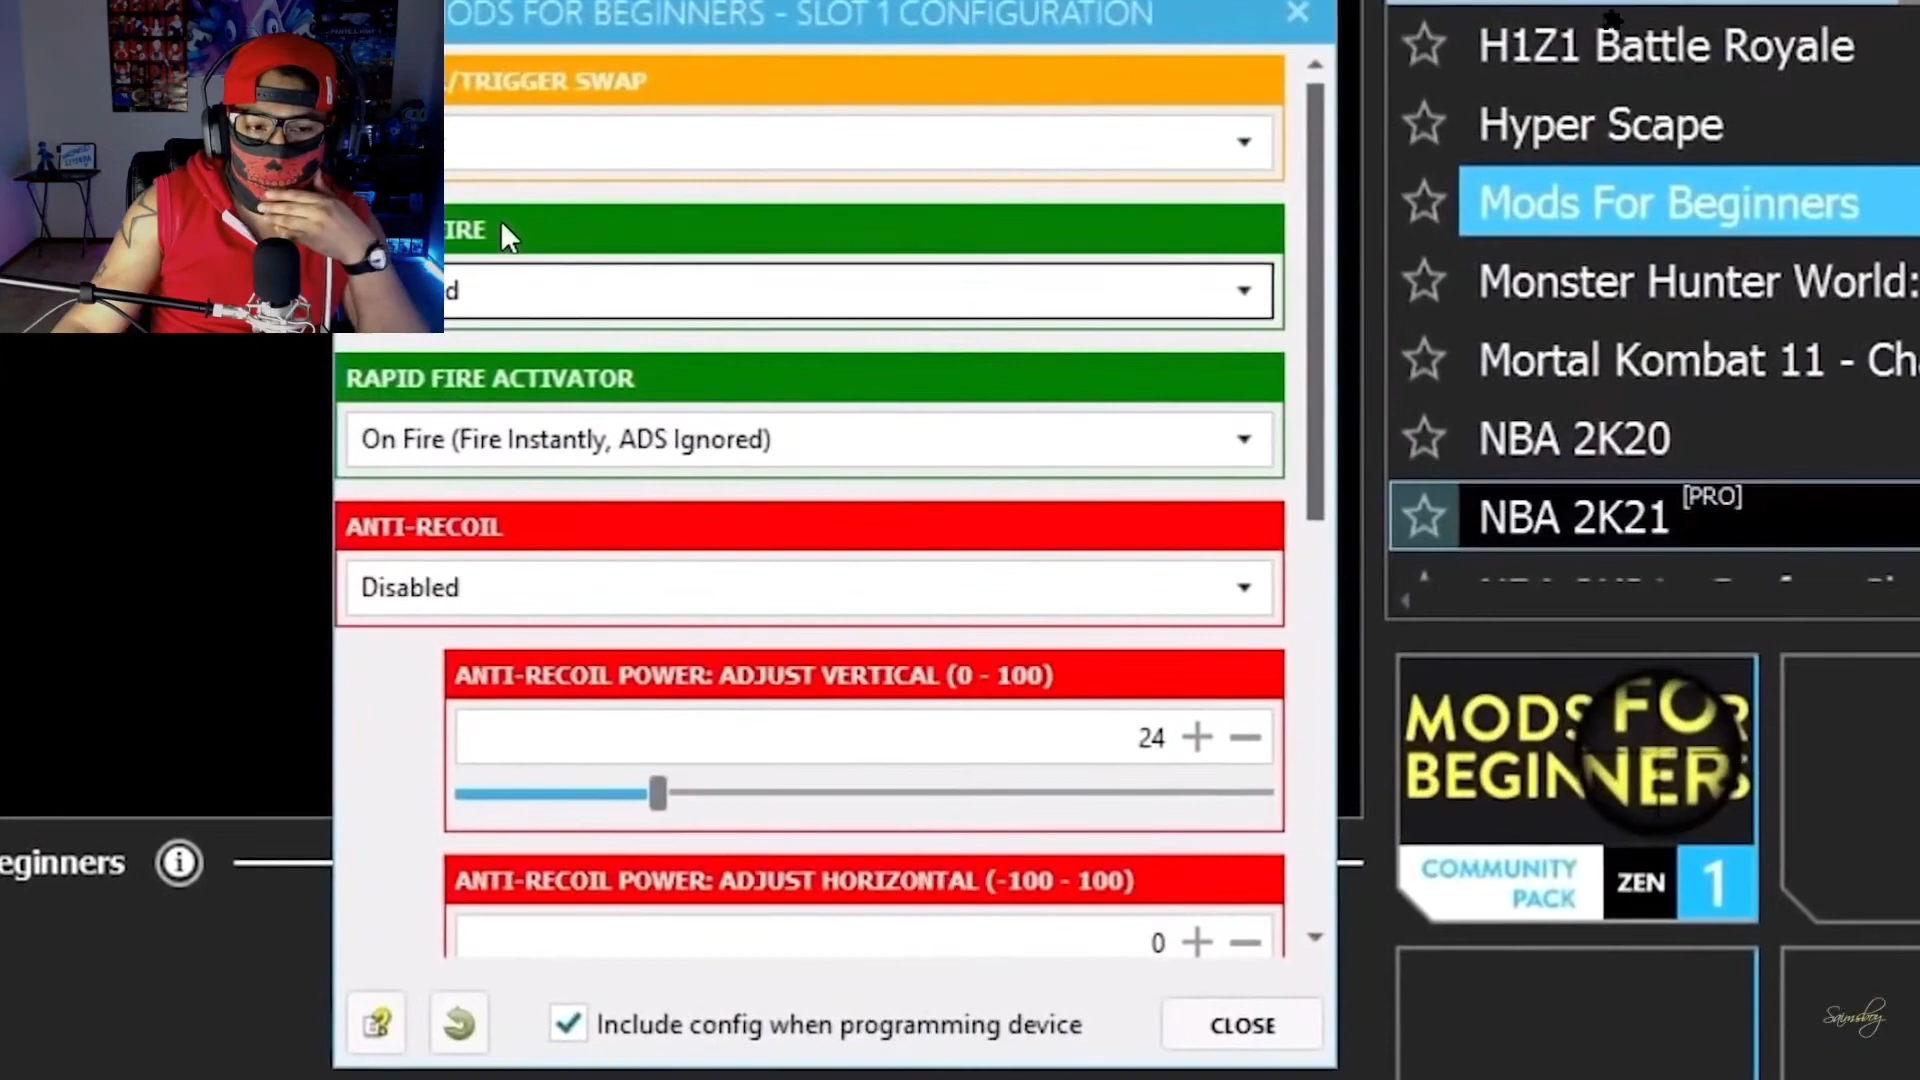 ODS FOR BEGINNERS - SLOT 1 CONFIGURATION
/TRIGGER SWAP
IRE
d
RAPID FIRE ACTIVATOR
On Fire (Fire Instantly, ADS Ignored)
ANTI-RECOIL
Disabled
ANTI-RECOIL POWER: ADJUST VERTICAL (0 - 100)
24
ANTI-RECOIL POWER: ADJUST HORIZONTAL (-100 - 100)
0
Include config when programming device
CLOSE
eginners
H1Z1 Battle Royale
Hyper Scape
Mods For Beginners
Monster Hunter World:
Mortal Kombat 11 - Cha
NBA 2K20
NBA 2K21 [PRO]
MODS FOR
BEGINNERS
COMMUNITY
PACK
ZEN
1
Saimsboy